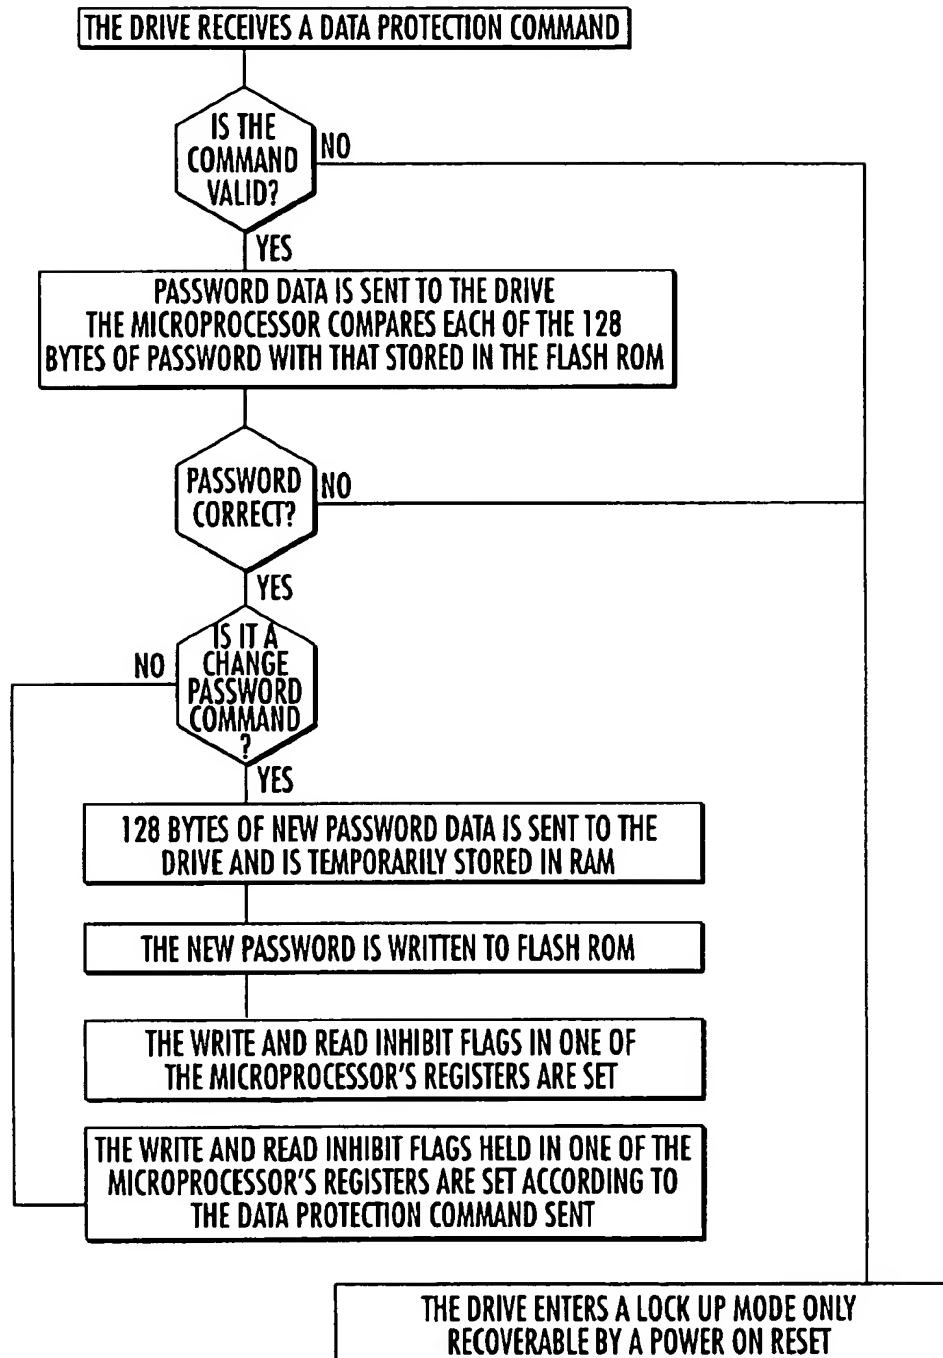 THE DRIVE RECEIVES A DATA PROTECTION COMMAND
IS THE
COMMAND
VALID?
NO
YES
PASSWORD DATA IS SENT TO THE DRIVE
THE MICROPROCESSOR COMPARES EACH OF THE 128
BYTES OF PASSWORD WITH THAT STORED IN THE FLASH ROM
PASSWORD
CORRECT?
NO
YES
IS IT A
CHANGE
PASSWORD
COMMAND
?
NO
YES
128 BYTES OF NEW PASSWORD DATA IS SENT TO THE
DRIVE AND IS TEMPORARILY STORED IN RAM
THE NEW PASSWORD IS WRITTEN TO FLASH ROM
THE WRITE AND READ INHIBIT FLAGS IN ONE OF
THE MICROPROCESSOR'S REGISTERS ARE SET
THE WRITE AND READ INHIBIT FLAGS HELD IN ONE OF THE
MICROPROCESSOR'S REGISTERS ARE SET ACCORDING TO
THE DATA PROTECTION COMMAND SENT
THE DRIVE ENTERS A LOCK UP MODE ONLY
RECOVERABLE BY A POWER ON RESET